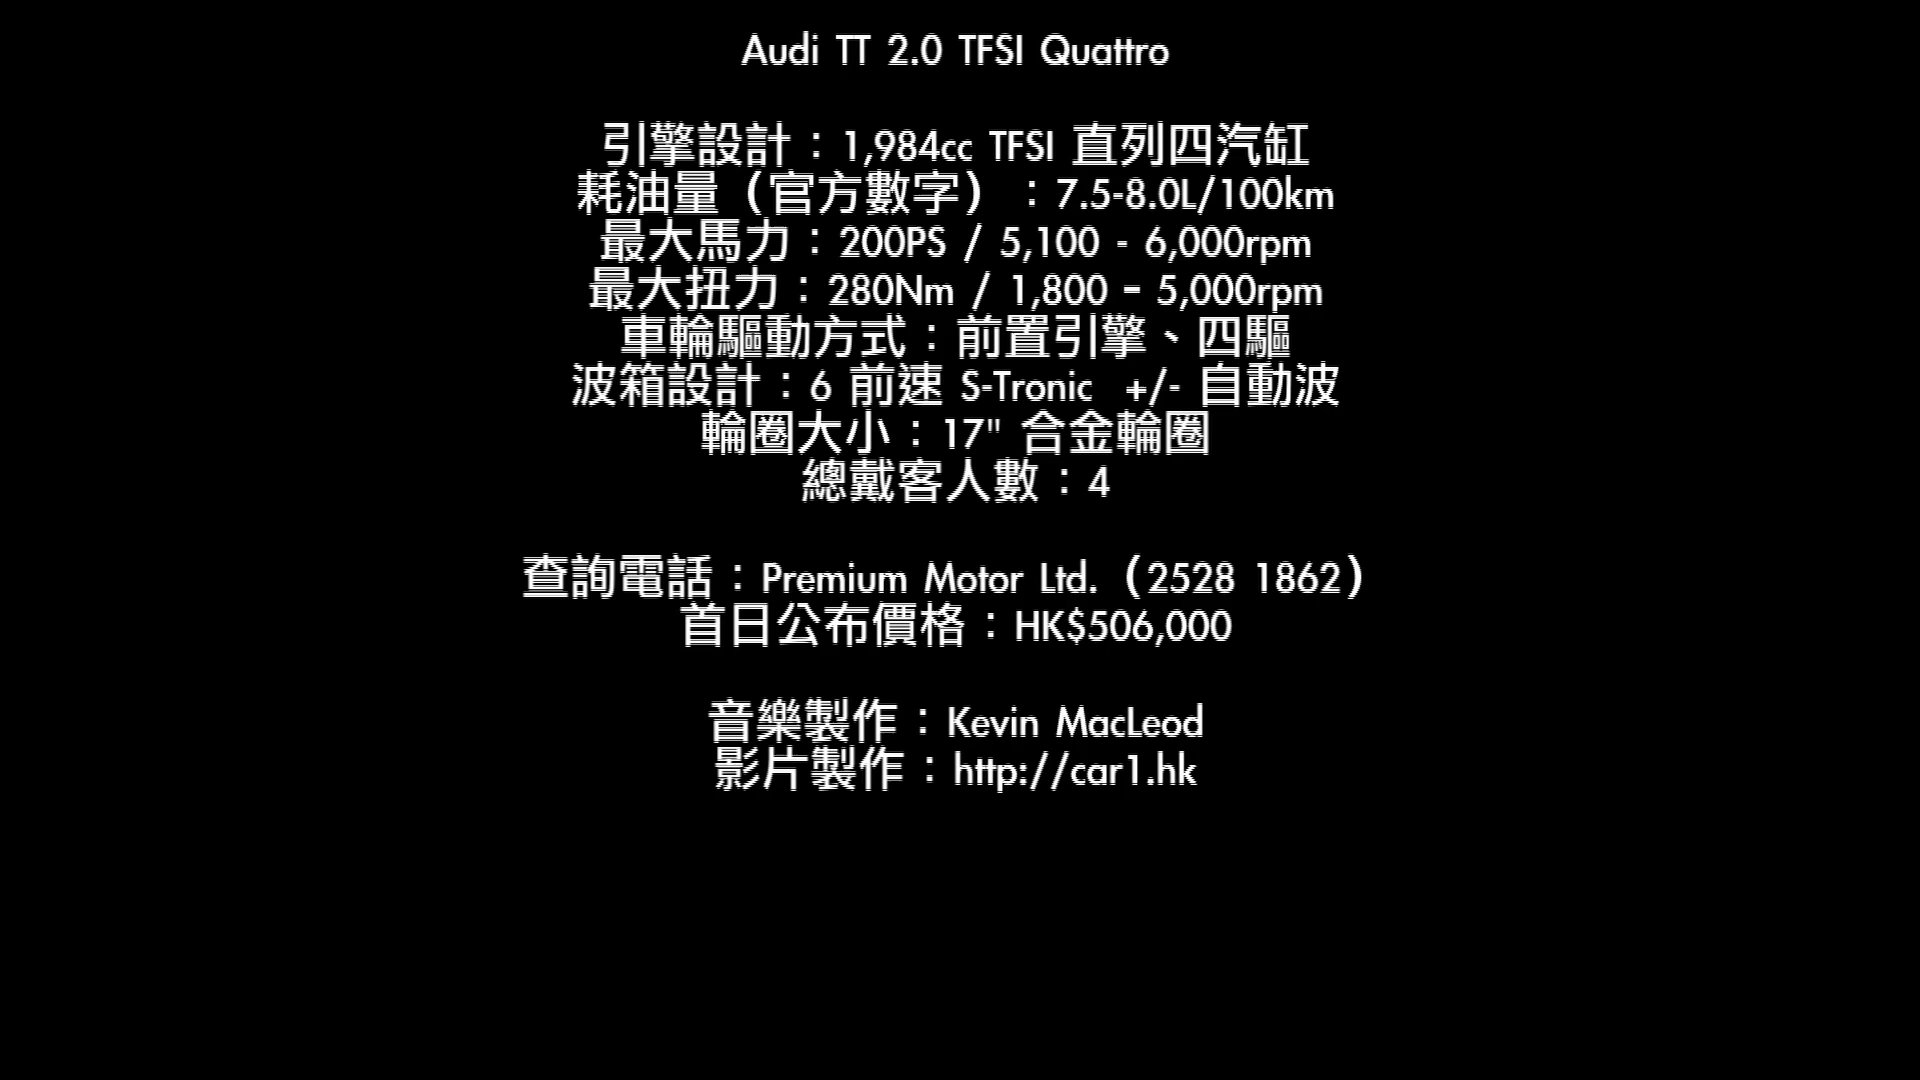 Audi TT 2.0 TFSI Quattro
引擎設計：1,984cc TFSI 直列四汽缸
耗油量（官方數字）：7.5-8.0L/100km
最大馬力：200PS / 5,100 - 6,000rpm
最大扭力：280Nm / 1,800 – 5,000rpm
車輪驅動方式：前置引擎、四驅
波箱設計：6 前速 S-Tronic +/- 自動波
輪圈大小：17" 合金輪圈
總戴客人數：4
查詢電話：Premium Motor Ltd.（2528 1862）
首日公布價格：HK$506,000
音樂製作：Kevin MacLeod
影片製作：http://car1.hk